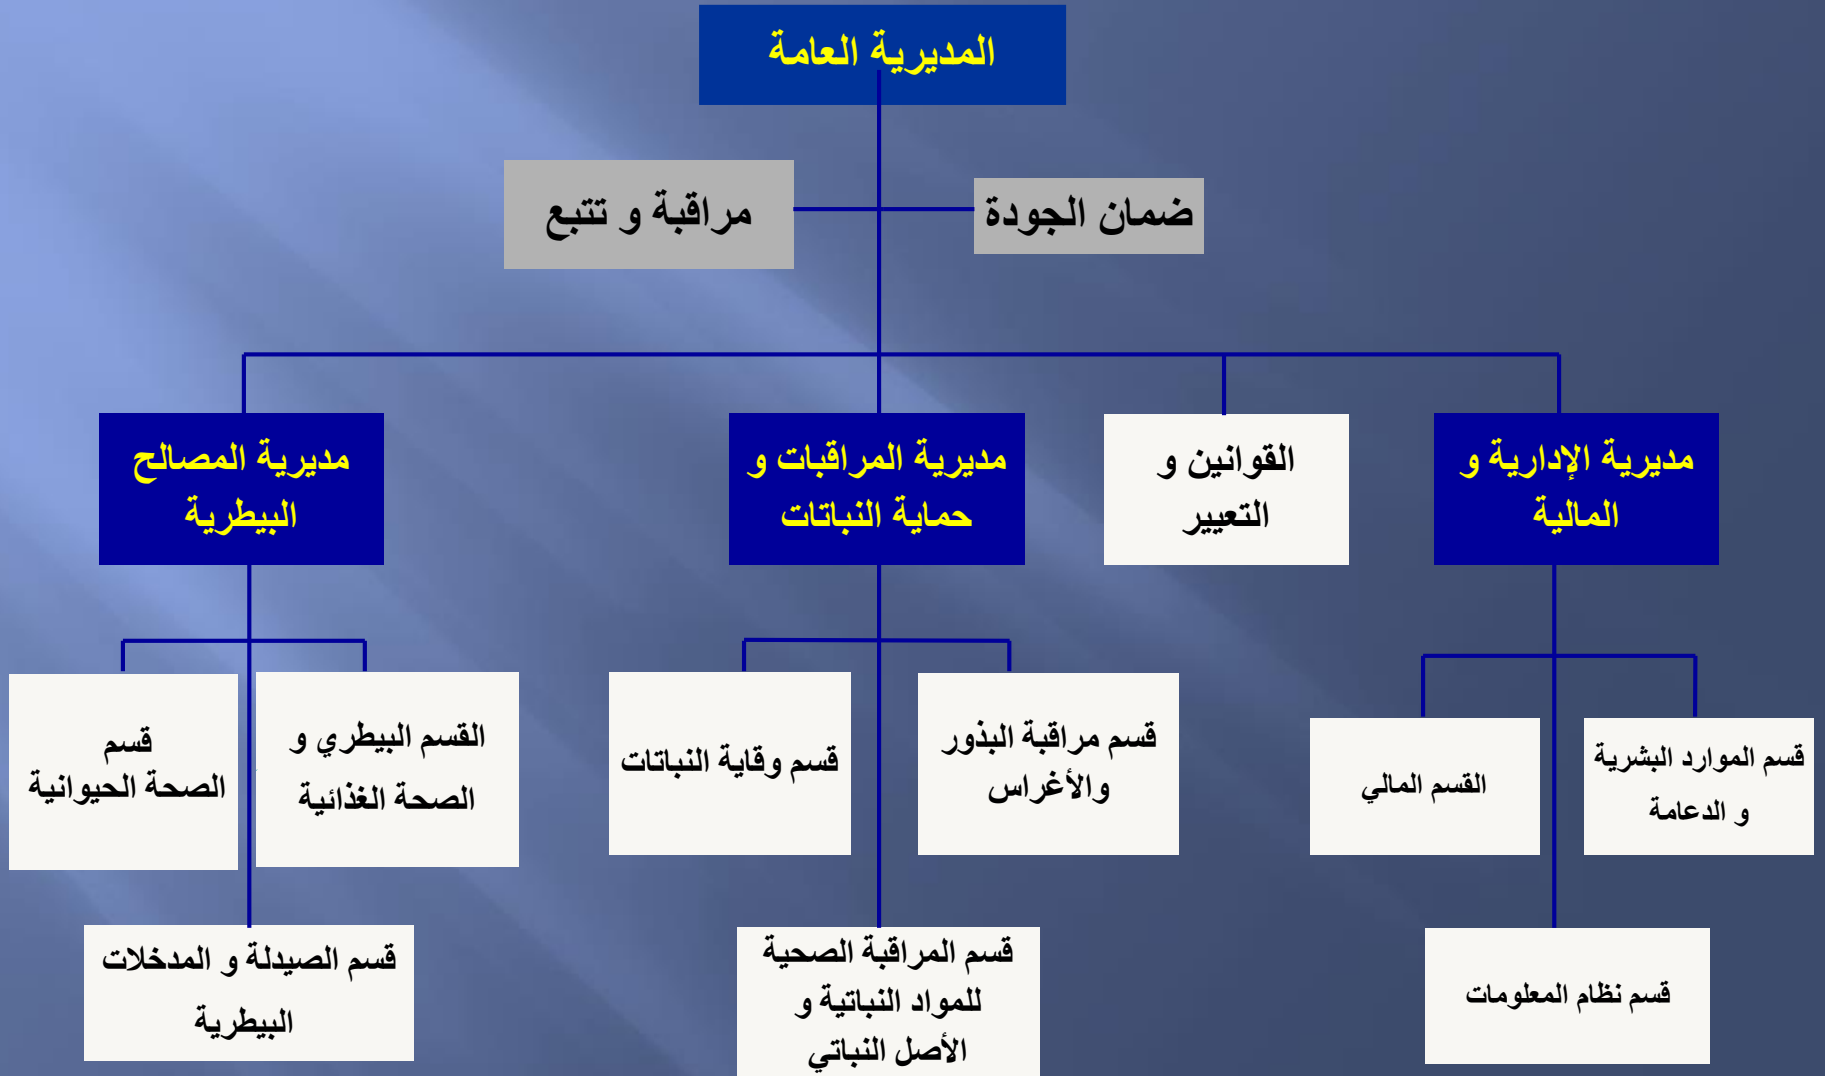 المديرية العامة
ضمان الجودة
مراقبة و تتبع
مديرية الإدارية و
المالية
القوانين و
التعيير
مديرية المراقبات و
حماية النباتات
مديرية المصالح
البيطرية
قسم الموارد البشرية
و الدعامة
القسم المالي
قسم مراقبة البذور
والأغراس
قسم وقاية النباتات
القسم البيطري و
الصحة الغذائية
قسم
الصحة الحيوانية
قسم نظام المعلومات
قسم المراقبة الصحية
للمواد النباتية و
الأصل النباتي
قسم الصيدلة و المدخلات
البيطرية